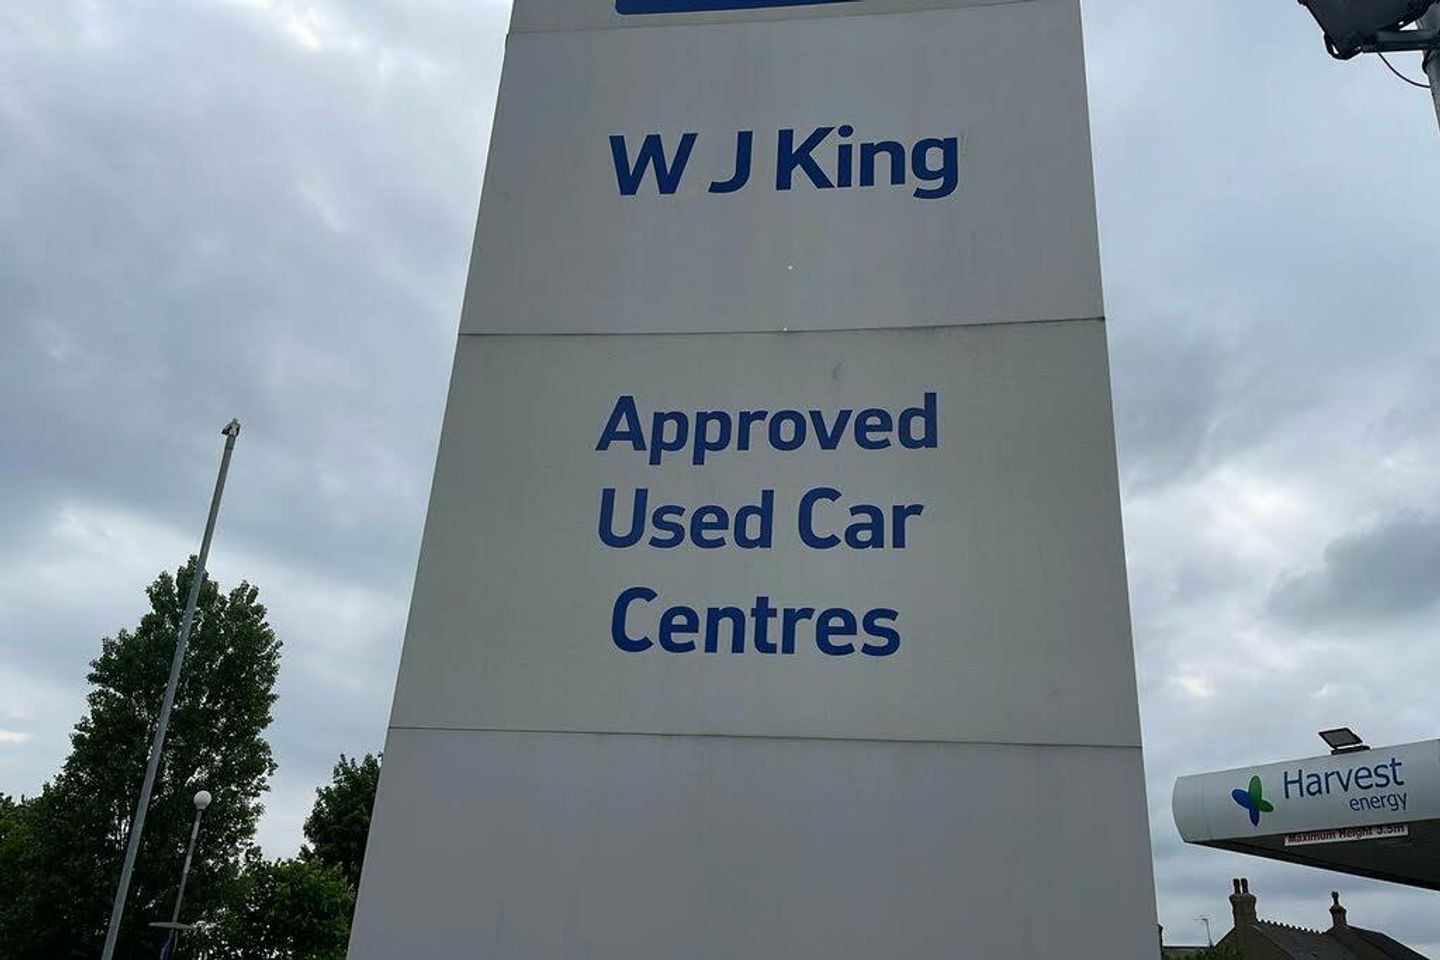 W J King
Approved
Used Car
Centres
Harvest
energy
Maximum Height 3.5m